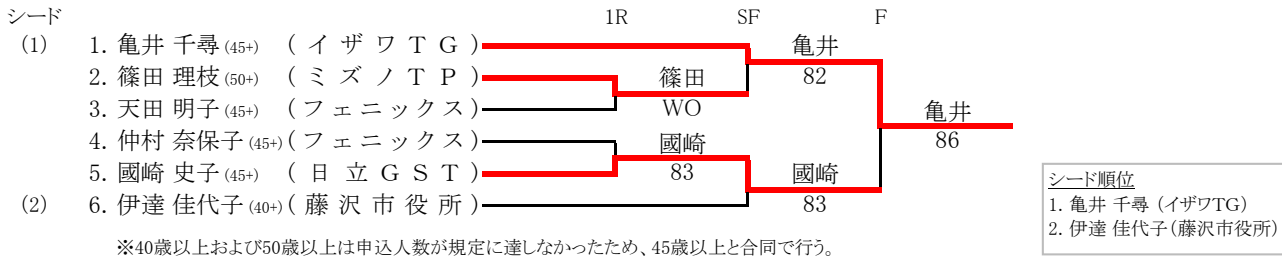 シード 1R SF F
(1) 1. 亀井 千尋 (45+) (イザワTG) 亀井
2. 篠田 理枝 (50+) (ミズノTP) 篠田 82
3. 天田 明子 (45+) (フェニックス) WO 亀井
4. 仲村 奈保子 (45+) (フェニックス) 國崎 86
5. 國崎 史子 (45+) (日立GST) 83 國崎
(2) 6. 伊達 佳代子 (40+) (藤沢市役所) 83
※40歳以上および50歳以上は申込人数が規定に達しなかったため、45歳以上と合同で行う。
シード順位
1. 亀井 千尋 (イザワTG)
2. 伊達 佳代子(藤沢市役所)